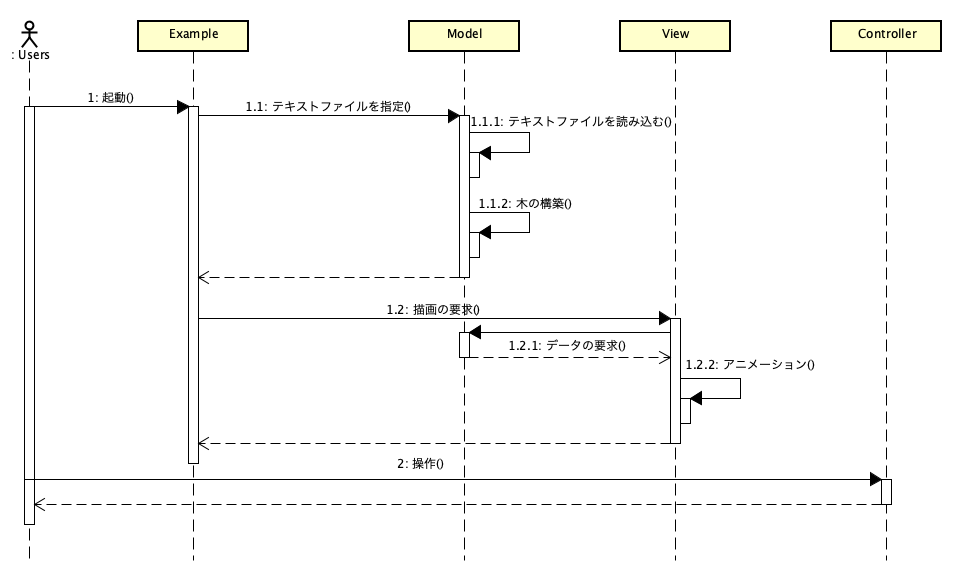 : Users
Example
Model
View
Controller
1: 起動()
1.1: テキストファイルを指定()
1.1.1: テキストファイルを読み込む()
1.1.2: 木の構築()
1.2: 描画の要求()
1.2.1: データの要求()
1.2.2: アニメーション()
2: 操作()